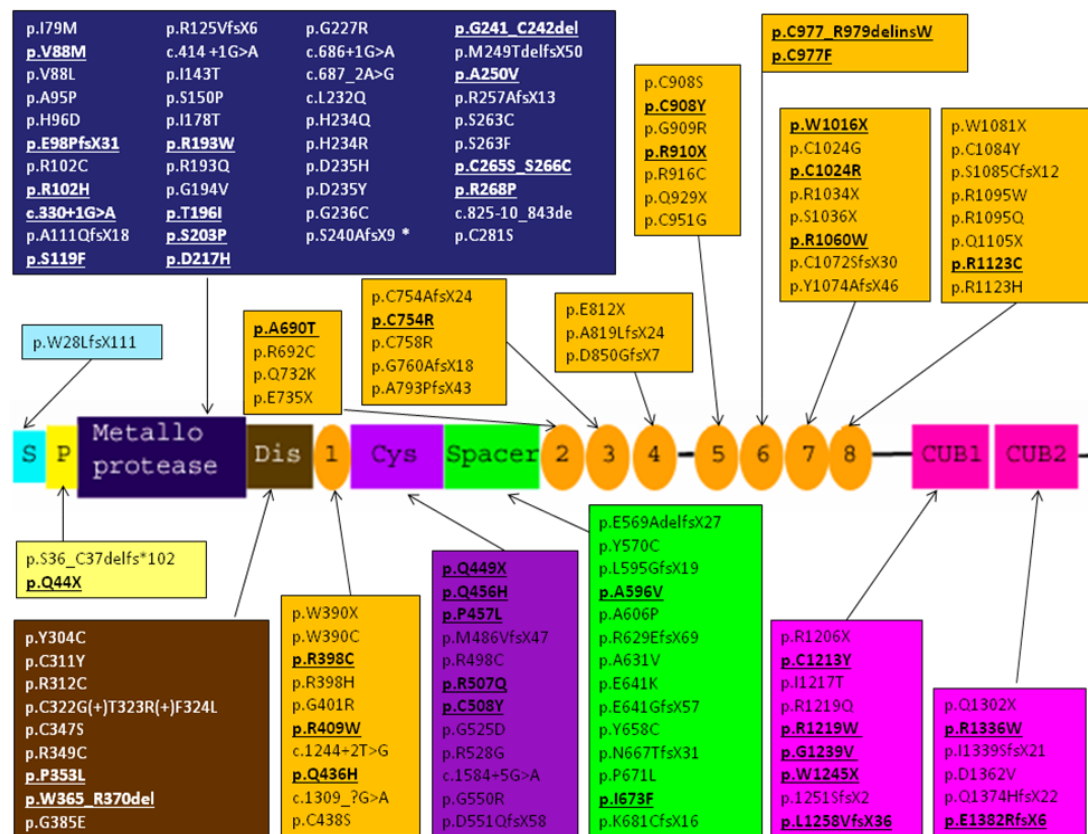 p.I79M
p.V88M
p.V88L
p.A95P
p.H96D
p.E98PfsX31
p.R102C
p.R102H
c.330+1G>A
p.A111QfsX18
p.S119F
p.R125VfsX6
c.414 +1G>A
p.I143T
p.S150P
p.I178T
p.R193W
p.R193Q
p.G194V
p.T196I
p.S203P
p.D217H
p.G227R
c.686+1G>A
c.687_2A>G
c.L232Q
p.H234Q
p.H234R
p.D235H
p.D235Y
p.G236C
p.S240AfsX9 *
p.G241_C242del
p.M249TdelfsX50
p.A250V
p.R257AfsX13
p.S263C
p.S263F
p.C265S_S266C
p.R268P
c.825-10_843de
p.C281S
p.C977_R979delinsW
p.C977F
p.C908S
p.C908Y
p.G909R
p.R910X
p.R916C
p.Q929X
p.C951G
p.W1016X
p.C1024G
p.C1024R
p.R1034X
p.S1036X
p.R1060W
p.C1072SfsX30
p.Y1074AfsX46
p.W1081X
p.C1084Y
p.S1085CfsX12
p.R1095W
p.R1095Q
p.Q1105X
p.R1123C
p.R1123H
p.W28LfsX111
p.A690T
p.R692C
p.Q732K
p.E735X
p.C754AfsX24
p.C754R
p.C758R
p.G760AfsX18
p.A793PfsX43
p.E812X
p.A819LfsX24
p.D850GfsX7
S
P
Metallo
protease
Dis
1
Cys
Spacer
2
3
4
5
6
7
8
CUB1
CUB2
p.S36_C37delfs*102
p.Q44X
p.Y304C
p.C311Y
p.R312C
p.C322G(+)T323R(+)F324L
p.C347S
p.R349C
p.P353L
p.W365_R370del
p.G385E
p.W390X
p.W390C
p.R398C
p.R398H
p.G401R
p.R409W
c.1244+2T>G
p.Q436H
c.1309_?G>A
p.C438S
p.Q449X
p.Q456H
p.P457L
p.M486VfsX47
p.R498C
p.R507Q
p.C508Y
p.G525D
p.R528G
c.1584+5G>A
p.G550R
p.D551QfsX58
p.E569AdelfsX27
p.Y570C
p.L595GfsX19
p.A596V
p.A606P
p.R629EfsX69
p.A631V
p.E641K
p.E641GfsX57
p.Y658C
p.N667TfsX31
p.P671L
p.I673F
p.K681CfsX16
p.R1206X
p.C1213Y
p.I1217T
p.R1219Q
p.R1219W
p.G1239V
p.W1245X
p.1251SfsX2
p.L1258VfsX36
p.Q1302X
p.R1336W
p.I1339SfsX21
p.D1362V
p.Q1374HfsX22
p.E1382RfsX6